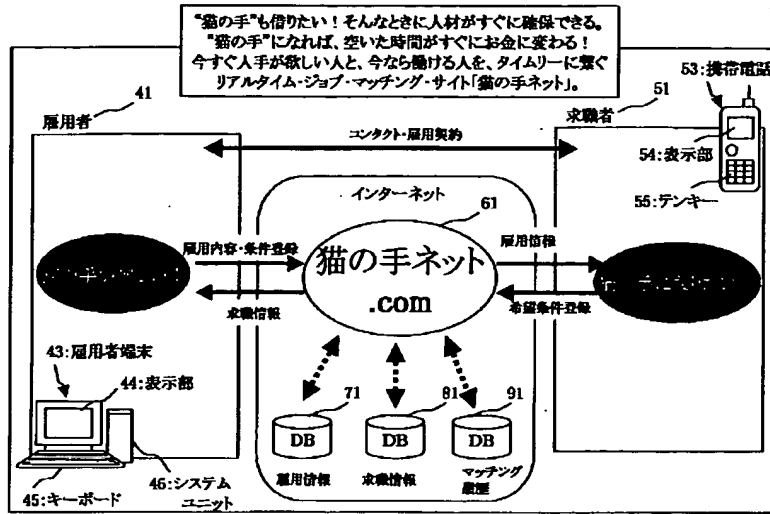 "猫の手"も借りたい！そんなときに人材がすぐに確保できる。
"猫の手"になれば、空いた時間がすぐにお金に変わる！
今すぐ人手が欲しい人と、今なら働ける人を、タイムリーに繋ぐ
リアルタイム・ジョブ・マッチング・サイト「猫の手ネット」。
雇用者
41
求職者
51
53:携帯電話
54:表示部
55:テンキー
コンタクト・雇用契約
インターネット
61
雇用内容・条件登録
猫の手ネット
.com
雇用情報
求職情報
希望条件登録
43:雇用者端末
44:表示部
45:キーボード
46:システム
ユニット
71
DB
雇用情報
81
DB
求職情報
91
DB
マッチング
履歴